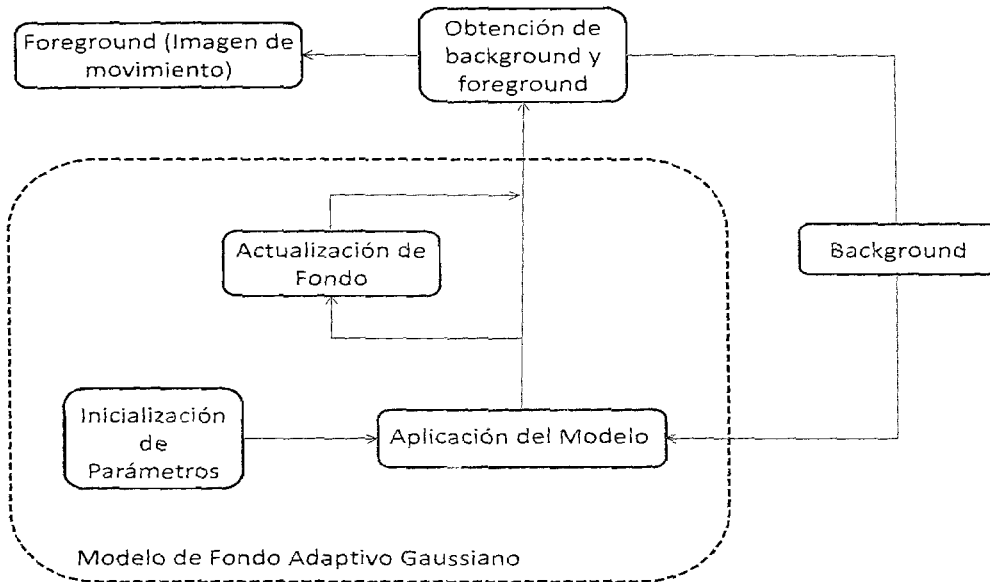 Foreground (Imagen de
movimiento)
Obtención de
background y
foreground
Actualización de
Fondo
Background
Inicialización
de
Parámetros
Aplicación del Modelo
Modelo de Fondo Adaptivo Gaussiano